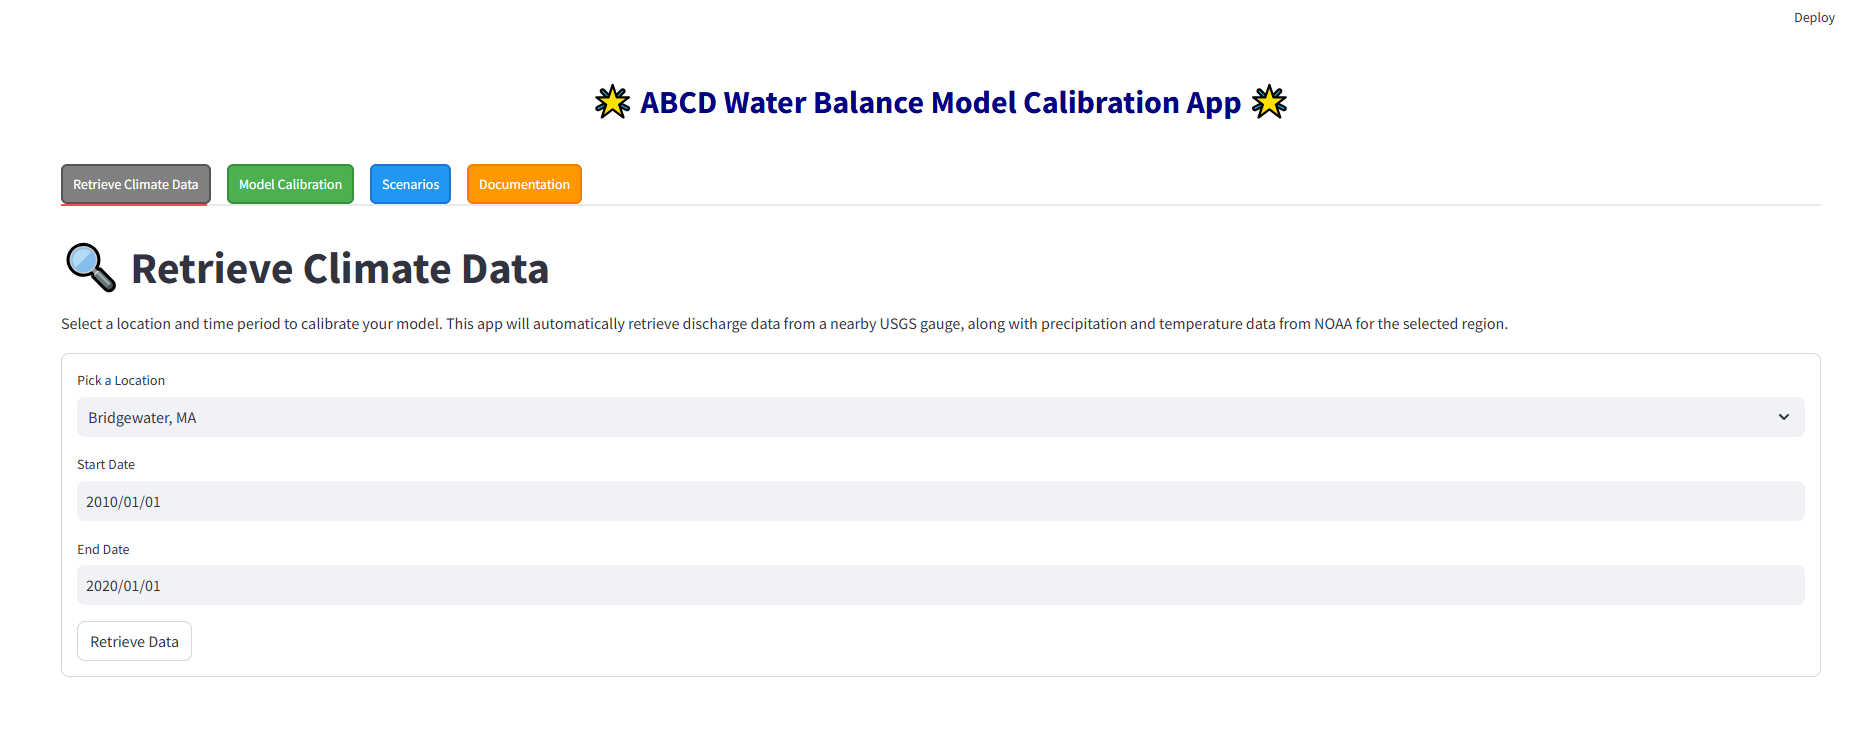 Deploy
ABCD Water Balance Model Calibration App
Retrieve Climate Data
Model Calibration
Scenarios
Documentation
Retrieve Climate Data
Select a location and time period to calibrate your model. This app will automatically retrieve discharge data from a nearby USGS gauge, along with precipitation and temperature data from NOAA for the selected region.
Pick a Location
Bridgewater, MA
Start Date
2010/01/01
End Date
2020/01/01
Retrieve Data